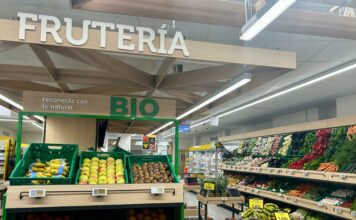 FRUTERÍA
#reconecta con
lo natural
BIO